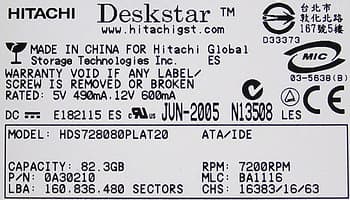 HITACHI Deskstar™
www.hitachigst.com
台北市
敦化北路
167號5樓
D33373
MADE IN CHINA FOR Hitachi Global
Storage Technologies Inc. ES
WARRANTY VOID IF ANY LABEL/
SCREW IS REMOVED OR BROKEN
RATED: 5V 490mA.12V 600mA
MIC
03-5638(B)
DC E182115 ES JUN-2005 N13508 LES
MODEL: HDS728080PLAT20 ATA/IDE
CAPACITY: 82.3GB RPM: 7200RPM
P/N: 0A30210 MLC: BA1116
LBA: 160.836.480 SECTORS CHS: 16383/16/63